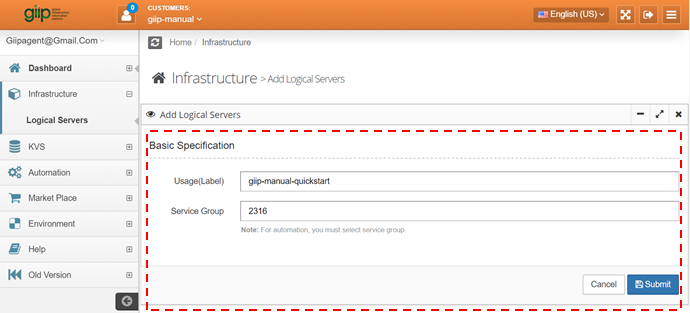 giip
0
CUSTOMERS:
giip-manual
English (US)
Giipagent@Gmail.Com
Home / Infrastructure
Dashboard
Infrastructure > Add Logical Servers
Infrastructure
Logical Servers
Add Logical Servers
KVS
Basic Specification
Automation
Usage(Label) giip-manual-quickstart
Market Place
Service Group 2316
Environment
Note: For automation, you must select service group.
Help
Old Version
Cancel Submit